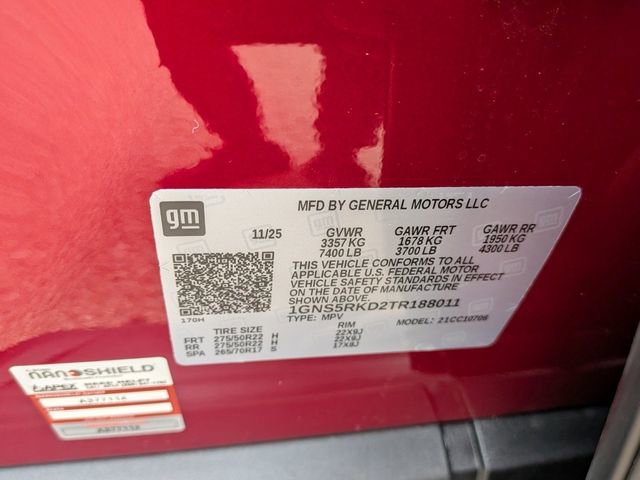 gm
MFD BY GENERAL MOTORS LLC
11/25 GVWR GAWR FRT GAWR RR
3357 KG 1678 KG 1950 KG
7400 LB 3700 LB 4300 LB
THIS VEHICLE CONFORMS TO ALL
APPLICABLE U.S. FEDERAL MOTOR
VEHICLE SAFETY STANDARDS IN EFFECT
ON THE DATE OF MANUFACTURE
SHOWN ABOVE.
1GNS5RKD2TR188011
170H
TYPE: MPV MODEL: 21CC10706
TIRE SIZE RIM
FRT 275/50R22 H 22X9J
RR 275/50R22 H 22X9J
SPA 265/70R17 S 17X8J
NANOSHIELD
APEX